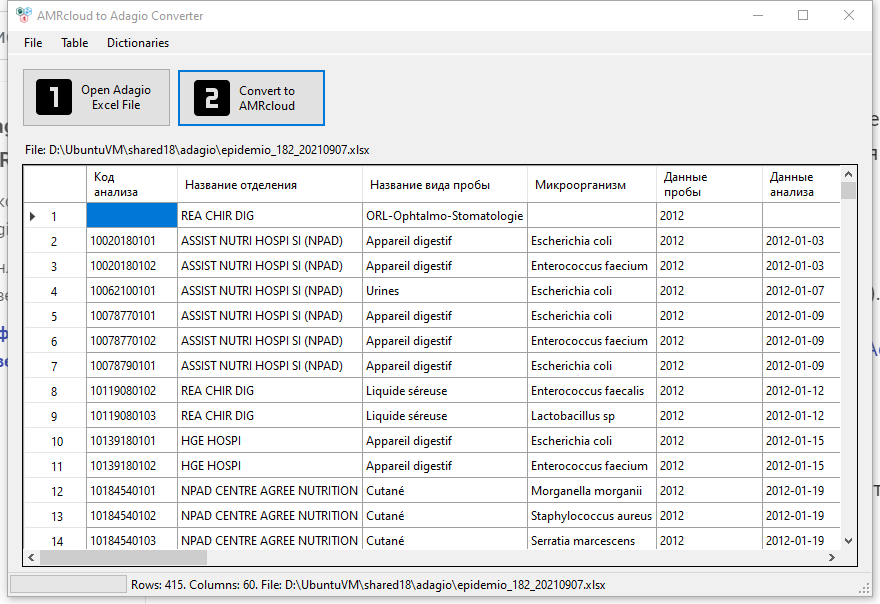 AMRcloud to Adagio Converter
File Table Dictionaries
1 Open Adagio
Excel File
2 Convert to
AMRcloud
File: D:\UbuntuVM\shared18\adagio\epidemio_182_20210907.xlsx
Код анализа Название отделения Название вида пробы Микроорганизм Данные пробы Данные анализа
1 REA CHIR DIG ORL-Ophtalmo-Stomatologie 2012
2 10020180101 ASSIST NUTRI HOSPI SI (NPAD) Appareil digestif Escherichia coli 2012 2012-01-03
3 10020180102 ASSIST NUTRI HOSPI SI (NPAD) Appareil digestif Enterococcus faecium 2012 2012-01-03
4 10062100101 ASSIST NUTRI HOSPI SI (NPAD) Urines Escherichia coli 2012 2012-01-07
5 10078770101 ASSIST NUTRI HOSPI SI (NPAD) Appareil digestif Escherichia coli 2012 2012-01-09
6 10078770102 ASSIST NUTRI HOSPI SI (NPAD) Appareil digestif Enterococcus faecium 2012 2012-01-09
7 10078790101 ASSIST NUTRI HOSPI SI (NPAD) Appareil digestif Escherichia coli 2012 2012-01-09
8 10119080102 REA CHIR DIG Liquide séreuse Enterococcus faecalis 2012 2012-01-12
9 10119080103 REA CHIR DIG Liquide séreuse Lactobacillus sp 2012 2012-01-12
10 10139180101 HGE HOSPI Appareil digestif Escherichia coli 2012 2012-01-15
11 10139180102 HGE HOSPI Appareil digestif Enterococcus faecium 2012 2012-01-15
12 10184540101 NPAD CENTRE AGREE NUTRITION Cutané Morganella morganii 2012 2012-01-19
13 10184540102 NPAD CENTRE AGREE NUTRITION Cutané Staphylococcus aureus 2012 2012-01-19
14 10184540103 NPAD CENTRE AGREE NUTRITION Cutané Serratia marcescens 2012 2012-01-19
Rows: 415. Columns: 60. File: D:\UbuntuVM\shared18\adagio\epidemio_182_20210907.xlsx